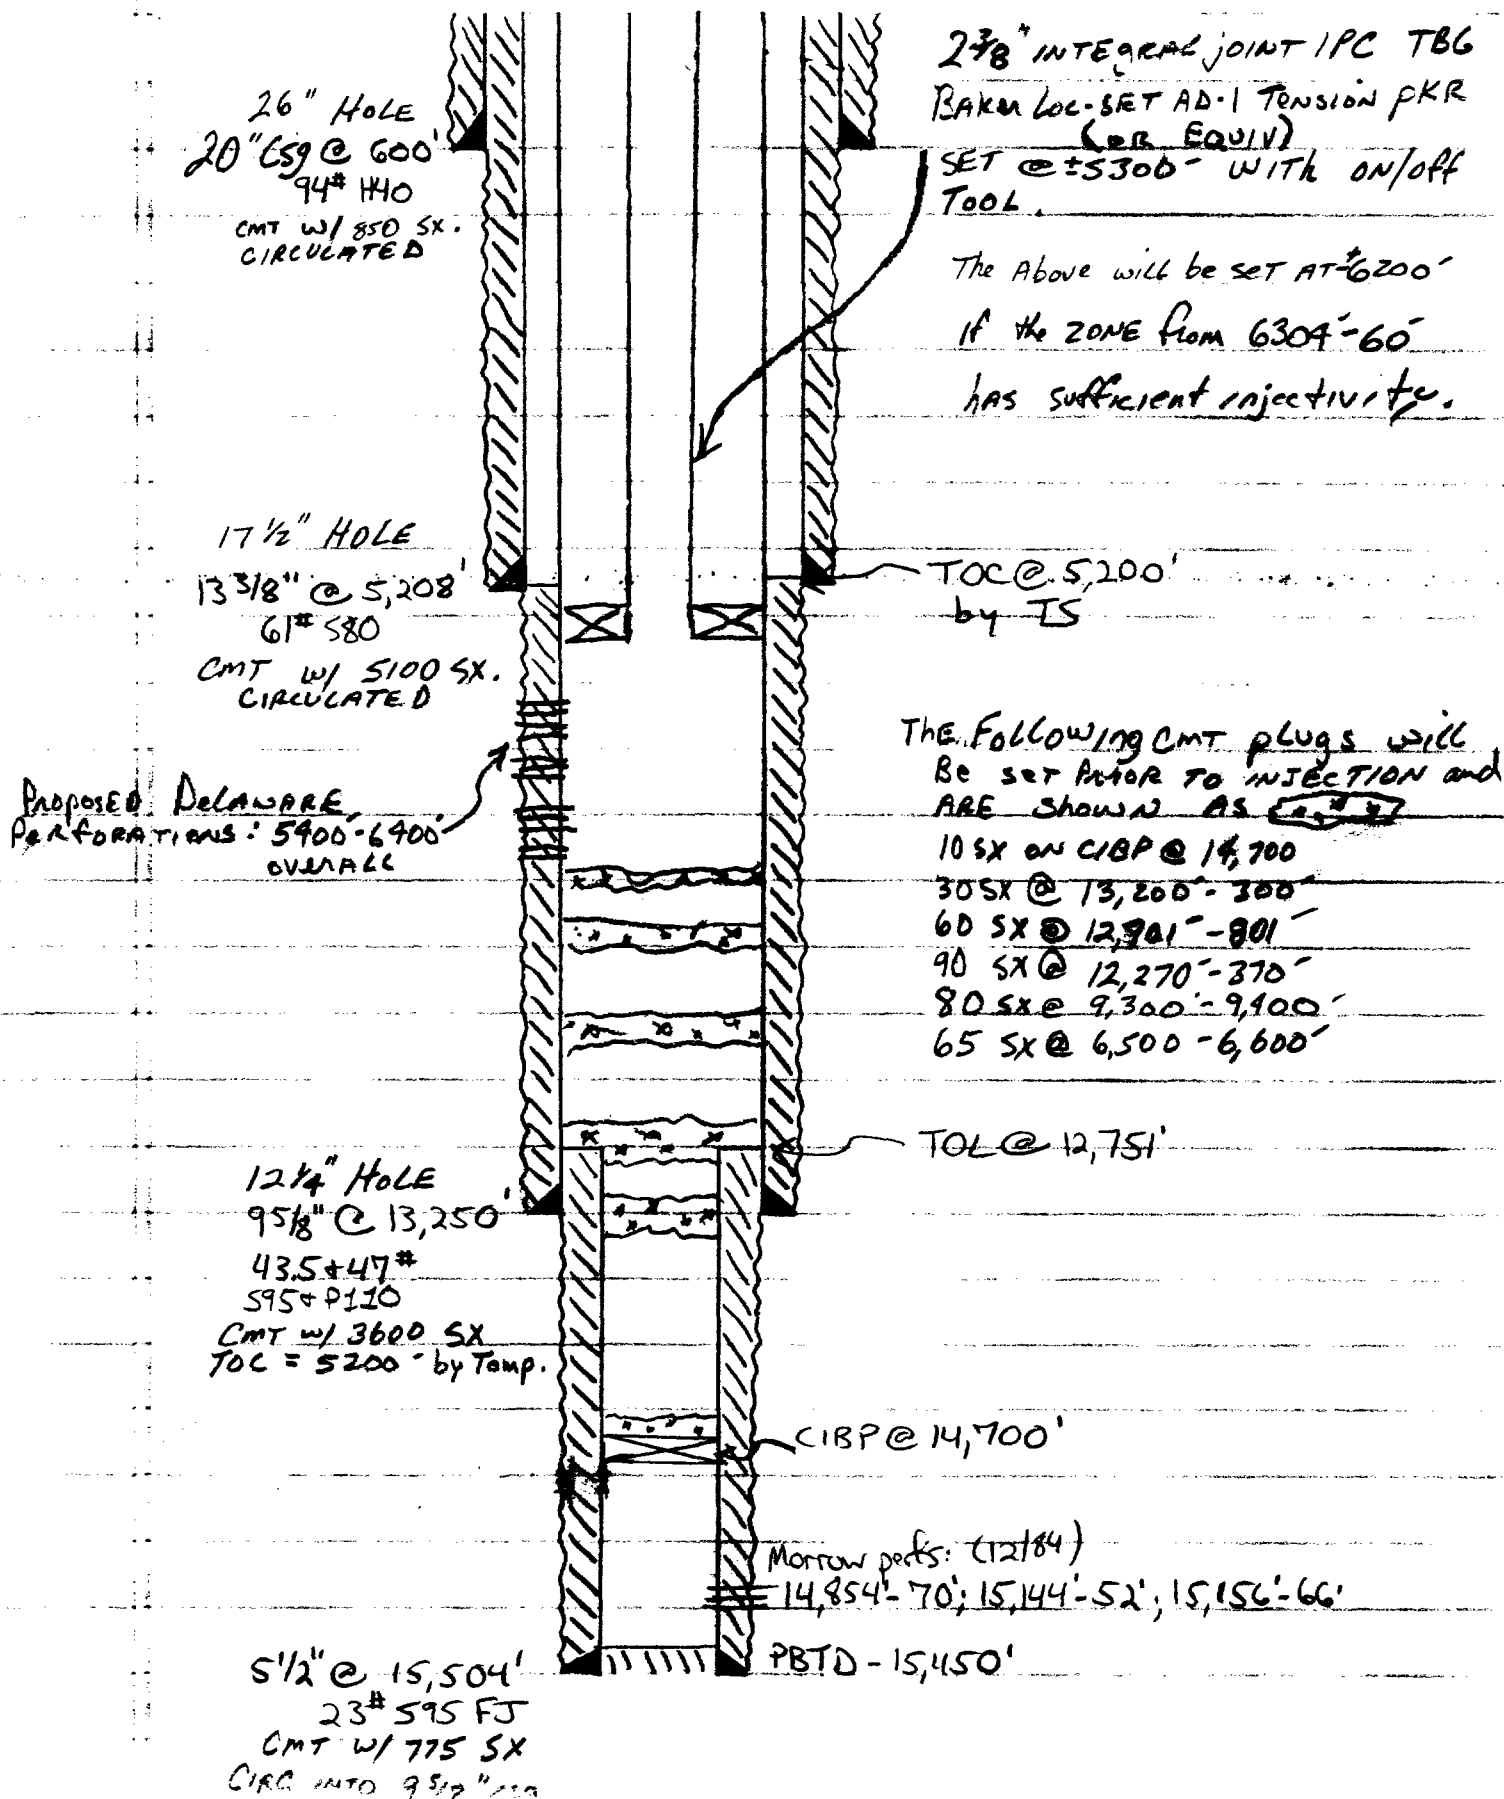 2 3/8" INTEGRAL JOINT IPC TBG
BAKER LOC-SET AD-1 TENSION PKR
(OR EQUIV)
SET @ ±5300' WITH ON/OFF
TOOL.
The Above will be SET AT ±6200'
If the ZONE from 6304'-60'
hAS sufficient injectivity.
26" HOLE
20" Csg @ 600'
94# H40
CMT W/ 850 SX.
CIRCULATED
17 1/2" HOLE
13 3/8" @ 5,208'
61# S80
CMT W/ 5100 SX.
CIRCULATED
TOC @ 5,200'
by TS
PROPOSED DELAWARE
PERFORATIONS: 5400'-6400'
OVERALL
The Following CMT plugs will
Be SET PRIOR TO INJECTION and
ARE SHOWN AS
10 SX ON CIBP @ 14,700
30 SX @ 13,200'-300'
60 SX @ -801'
90 SX @ 12,270'-370'
80 SX @ 9,300'-9,400'
65 SX @ 6,500-6,600'
TOL @ 12,751'
12 1/4" HOLE
9 5/8" @ 13,250'
43.5 + 47#
S95 + P110
CMT W/ 3600 SX
TOC = 5200' by Temp.
CIBP @ 14,700'
Morrow perfs: (12/84)
14,854'-70'; 15,144'-52'; 15,156'-66'
PBTD - 15,450'
5 1/2" @ 15,504'
23# S95 FJ
CMT W/ 775 SX
CIRC INTO 9 5/8"